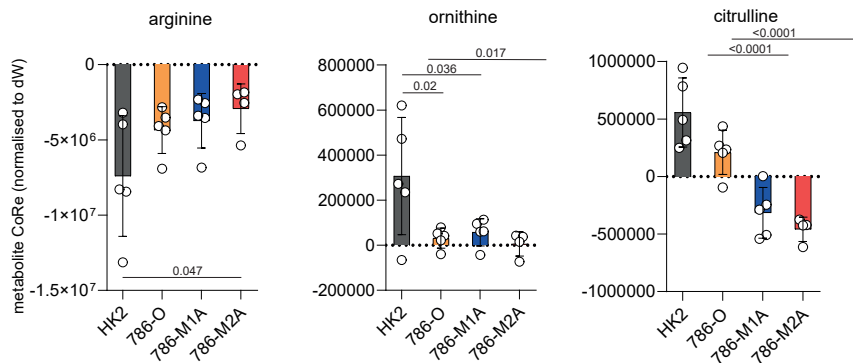 arginine
ornithine
citrulline
metabolite CoRe (normalised to dW)
0
-5×10⁶
-1×10⁷
-1.5×10⁷
0.047
HK2
786-O
786-M1A
786-M2A
800000
600000
400000
200000
0
-200000
0.017
0.036
0.02
HK2
786-O
786-M1A
786-M2A
1000000
500000
0
-500000
-1000000
<0.0001
<0.0001
HK2
786-O
786-M1A
786-M2A